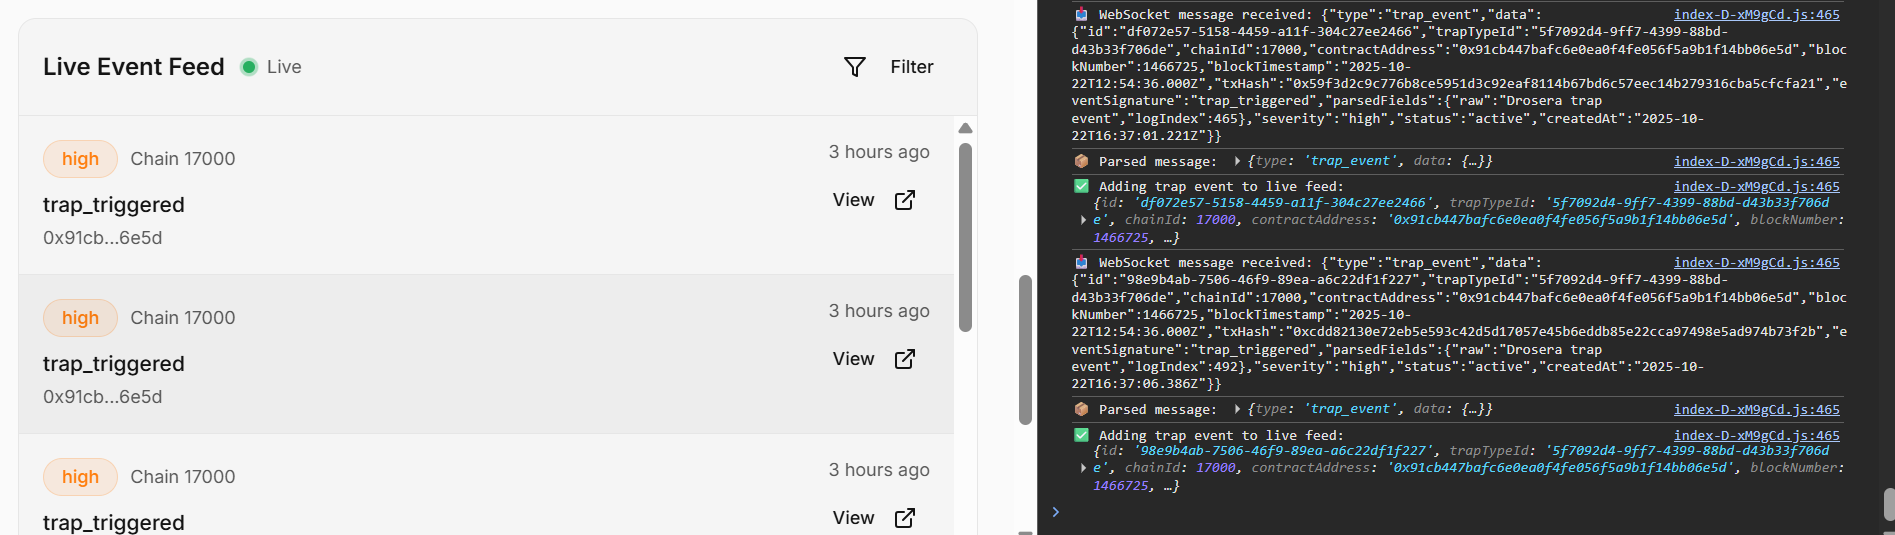 Live Event Feed Live Filter
high Chain 17000 3 hours ago
trap_triggered View
0x91cb...6e5d
high Chain 17000 3 hours ago
trap_triggered View
0x91cb...6e5d
high Chain 17000 3 hours ago
trap_triggered View
WebSocket message received: {"type":"trap_event","data": index-D-xM9gCd.js:465
{"id":"df072e57-5158-4459-a11f-304c27ee2466","trapTypeId":"5f7092d4-9ff7-4399-88bd-
d43b33f706de","chainId":17000,"contractAddress":"0x91cb447bafc6e0ea0f4fe056f5a9b1f14bb06e5d","bloc
kNumber":1466725,"blockTimestamp":"2025-10-
22T12:54:36.000Z","txHash":"0x59f3d2c9c776b8ce5951d3c92eaf8114b67bd6c57eec14b279316cba5cfcfa21","e
ventSignature":"trap_triggered","parsedFields":{"raw":"Drosera trap
event","logIndex":465},"severity":"high","status":"active","createdAt":"2025-10-
22T16:37:01.221Z"}}
Parsed message: {type: 'trap_event', data: {…}} index-D-xM9gCd.js:465
Adding trap event to live feed: index-D-xM9gCd.js:465
{id: 'df072e57-5158-4459-a11f-304c27ee2466', trapTypeId: '5f7092d4-9ff7-4399-88bd-d43b33f706d
e', chainId: 17000, contractAddress: '0x91cb447bafc6e0ea0f4fe056f5a9b1f14bb06e5d', blockNumber:
1466725, …}
WebSocket message received: {"type":"trap_event","data": index-D-xM9gCd.js:465
{"id":"98e9b4ab-7506-46f9-89ea-a6c22df1f227","trapTypeId":"5f7092d4-9ff7-4399-88bd-
d43b33f706de","chainId":17000,"contractAddress":"0x91cb447bafc6e0ea0f4fe056f5a9b1f14bb06e5d","bloc
kNumber":1466725,"blockTimestamp":"2025-10-
22T12:54:36.000Z","txHash":"0xcdd82130e72eb5e593c42d5d17057e45b6eddb85e22cca97498e5ad974b73f2b","e
ventSignature":"trap_triggered","parsedFields":{"raw":"Drosera trap
event","logIndex":492},"severity":"high","status":"active","createdAt":"2025-10-
22T16:37:06.386Z"}}
Parsed message: {type: 'trap_event', data: {…}} index-D-xM9gCd.js:465
Adding trap event to live feed: index-D-xM9gCd.js:465
{id: '98e9b4ab-7506-46f9-89ea-a6c22df1f227', trapTypeId: '5f7092d4-9ff7-4399-88bd-d43b33f706d
e', chainId: 17000, contractAddress: '0x91cb447bafc6e0ea0f4fe056f5a9b1f14bb06e5d', blockNumber:
1466725, …}